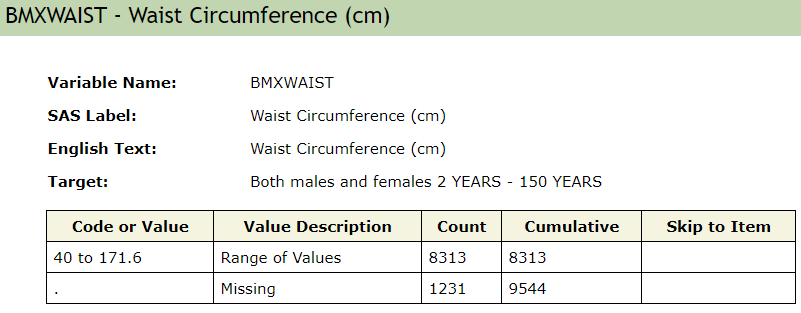 BMXWAIST - Waist Circumference (cm)
Variable Name: BMXWAIST
SAS Label: Waist Circumference (cm)
English Text: Waist Circumference (cm)
Target: Both males and females 2 YEARS - 150 YEARS
Code or Value Value Description Count Cumulative Skip to Item
40 to 171.6 Range of Values 8313 8313
. Missing 1231 9544